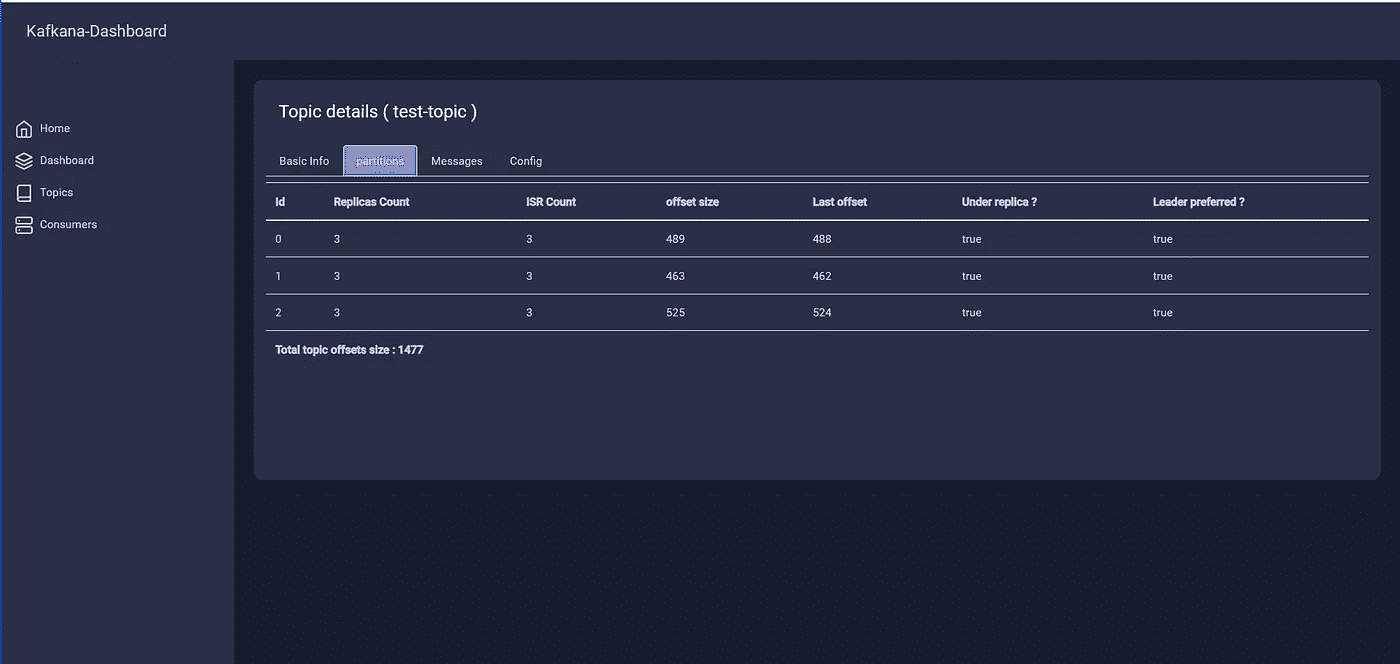 Kafkana-Dashboard
Home
Dashboard
Topics
Consumers
Topic details ( test-topic )
Basic Info partitions Messages Config
Id Replicas Count ISR Count offset size Last offset Under replica ? Leader preferred ?
0 3 3 489 488 true true
1 3 3 463 462 true true
2 3 3 525 524 true true
Total topic offsets size : 1477